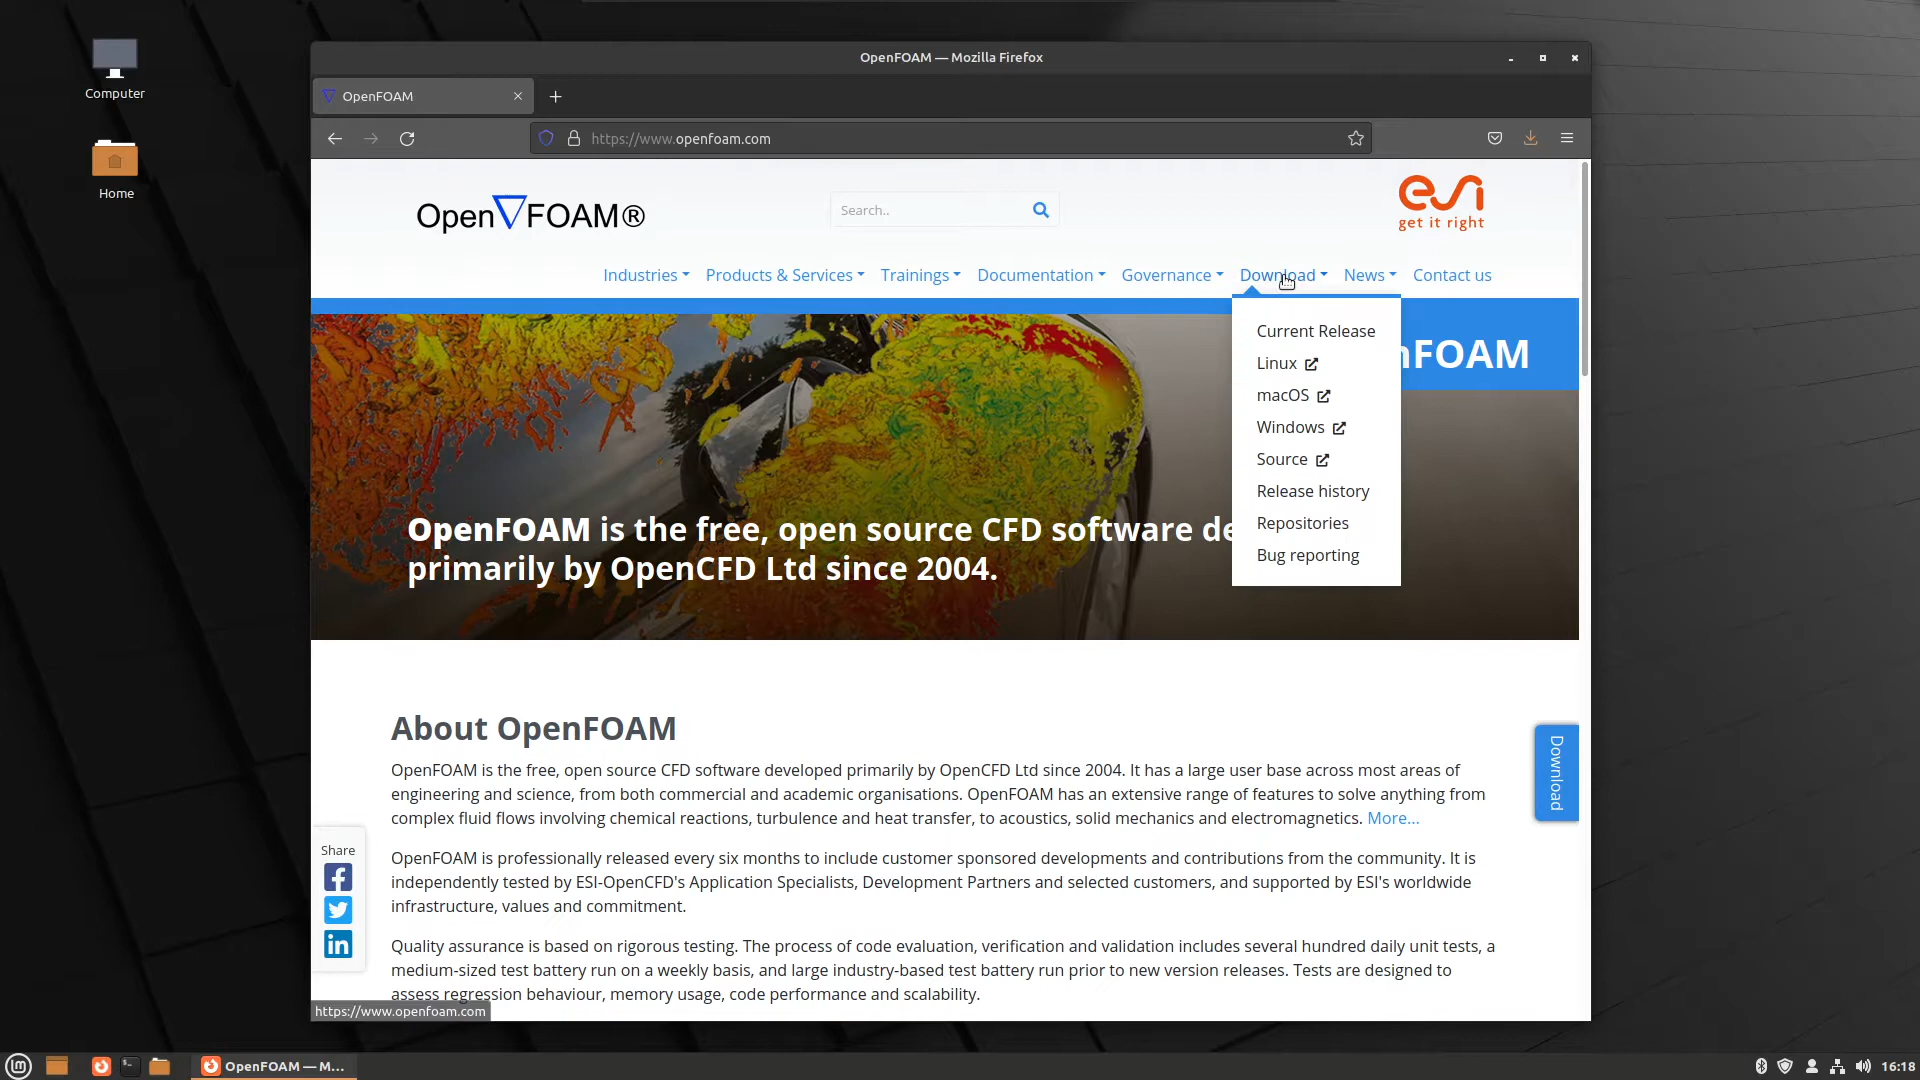 Computer
Home
OpenFOAM — Mozilla Firefox
OpenFOAM
https://www.openfoam.com
Open FOAM®
Search..
esi
get it right
Industries
Products & Services
Trainings
Documentation
Governance
Download
News
Contact us
Current Release
Linux
macOS
Windows
Source
Release history
Repositories
Bug reporting
nFOAM
OpenFOAM is the free, open source CFD software de
primarily by OpenCFD Ltd since 2004.
About OpenFOAM
OpenFOAM is the free, open source CFD software developed primarily by OpenCFD Ltd since 2004. It has a large user base across most areas of
engineering and science, from both commercial and academic organisations. OpenFOAM has an extensive range of features to solve anything from
complex fluid flows involving chemical reactions, turbulence and heat transfer, to acoustics, solid mechanics and electromagnetics. More...
OpenFOAM is professionally released every six months to include customer sponsored developments and contributions from the community. It is
independently tested by ESI-OpenCFD's Application Specialists, Development Partners and selected customers, and supported by ESI's worldwide
infrastructure, values and commitment.
Quality assurance is based on rigorous testing. The process of code evaluation, verification and validation includes several hundred daily unit tests, a
medium-sized test battery run on a weekly basis, and large industry-based test battery run prior to new version releases. Tests are designed to
assess regression behaviour, memory usage, code performance and scalability.
Download
Share
https://www.openfoam.com
OpenFOAM — M...
16:18